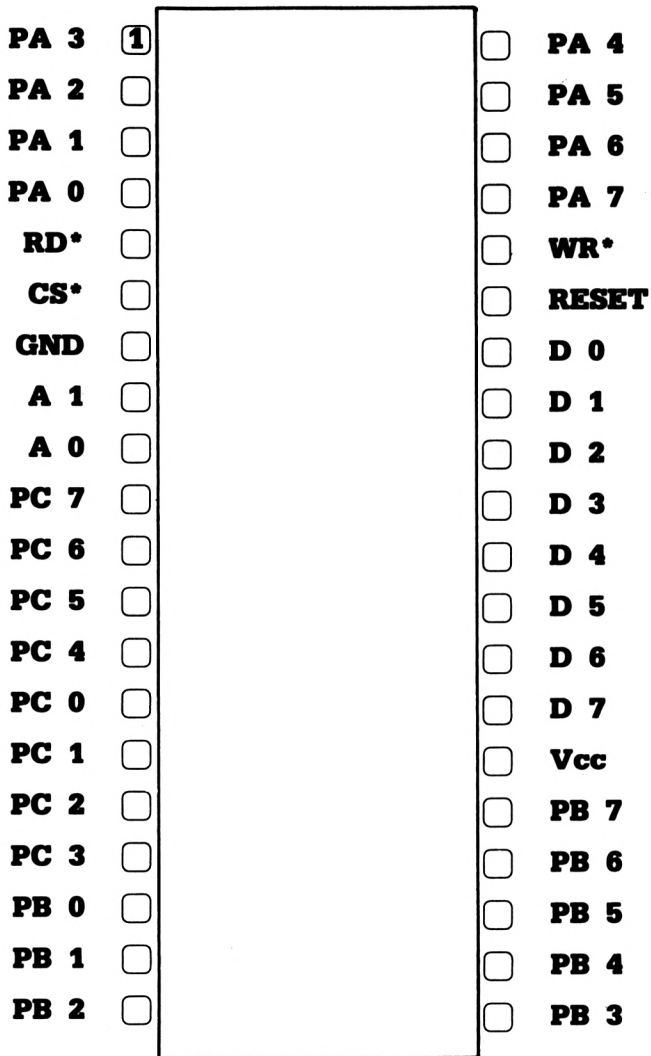 PA 3 1 PA 4
PA 2 PA 5
PA 1 PA 6
PA 0 PA 7
RD* WR*
CS* RESET
GND D 0
A 1 D 1
A 0 D 2
PC 7 D 3
PC 6 D 4
PC 5 D 5
PC 4 D 6
PC 0 D 7
PC 1 Vcc
PC 2 PB 7
PC 3 PB 6
PB 0 PB 5
PB 1 PB 4
PB 2 PB 3